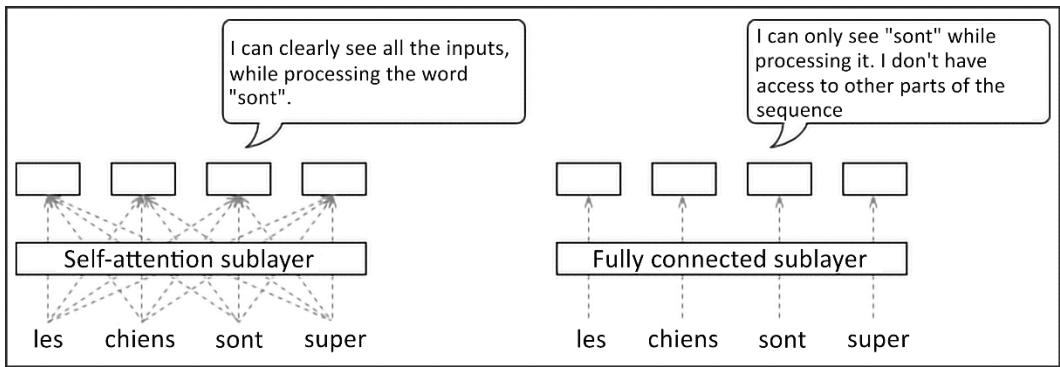 I can clearly see all the inputs,
while processing the word
"sont".
I can only see "sont" while
processing it. I don't have
access to other parts of the
sequence
Self-attention sublayer
les chiens sont super
Fully connected sublayer
les chiens sont super